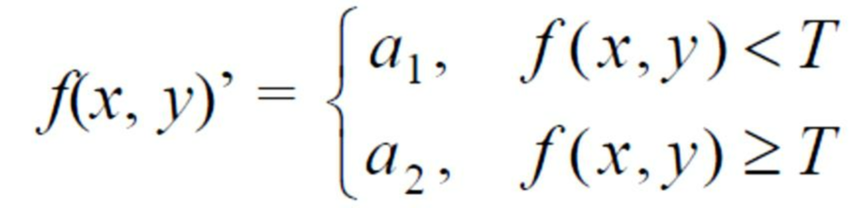 a₁, f(x,y) < T
f(x, y)’ = {
a₂, f(x,y) ≥ T